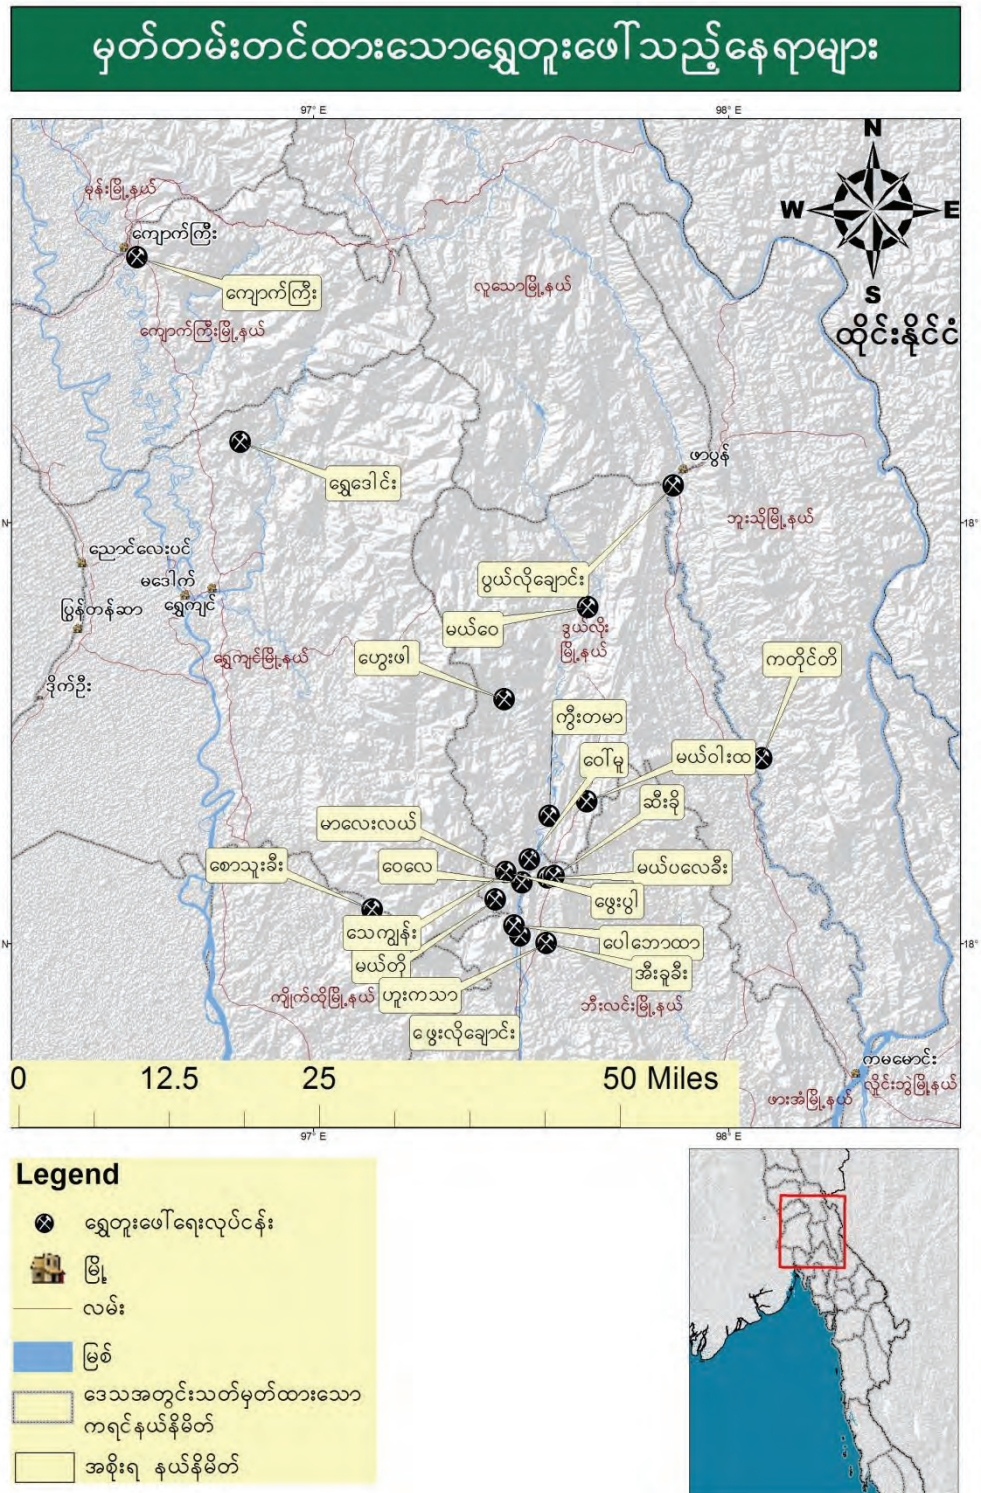 မှတ်တမ်းတင်ထားသောရွှေတူးဖေါ်သည့်နေရာများ
97° E
98° E
N
W
E
S
မုန်းမြို့နယ်
ကျောက်ကြီး
ကျောက်ကြီး
လူသောမြို့နယ်
ကျောက်ကြီးမြို့နယ်
ထိုင်းနိုင်ငံ
ရွှေဒေါင်း
ဖာပွန်
ဘူးသိုမြို့နယ်
N
18°
ညောင်လေးပင်
ပွယ်လိုချောင်း
မဒေါက်
ရွှေကျင်
ပြွန်တန်ဆာ
မယ်ဝေ
ဒွယ်လိုး
မြို့နယ်
ရွှေကျင်မြို့နယ်
ဟွေးဖါ
ကတိုင်တိ
ဒိုက်ဦး
ကွီးတမာ
ဝေါ်မူ
မယ်ဝါးထ
ဆီးခို
မာလေးလယ်
စောသူးခီး
ဝေလေ
မယ်ပလေခီး
ဖွေးပွါ
သေကျွန်း
ပေါဘောထာ
N
18°
မယ်တို
အီးခူခီး
ကျိုက်ထိုမြို့နယ်
ဟူးကသာ
ဘီးလင်းမြို့နယ်
ဖွေးလိုချောင်း
ကမမောင်း
လှိုင်းဘွဲမြို့နယ်
ဖားအံမြို့နယ်
0 12.5 25 50 Miles
97° E
98° E
Legend
ရွှေတူးဖေါ်ရေးလုပ်ငန်း
မြို့
လမ်း
မြစ်
ဒေသအတွင်းသတ်မှတ်ထားသော
ကရင်နယ်နိမိတ်
အစိုးရ နယ်နိမိတ်